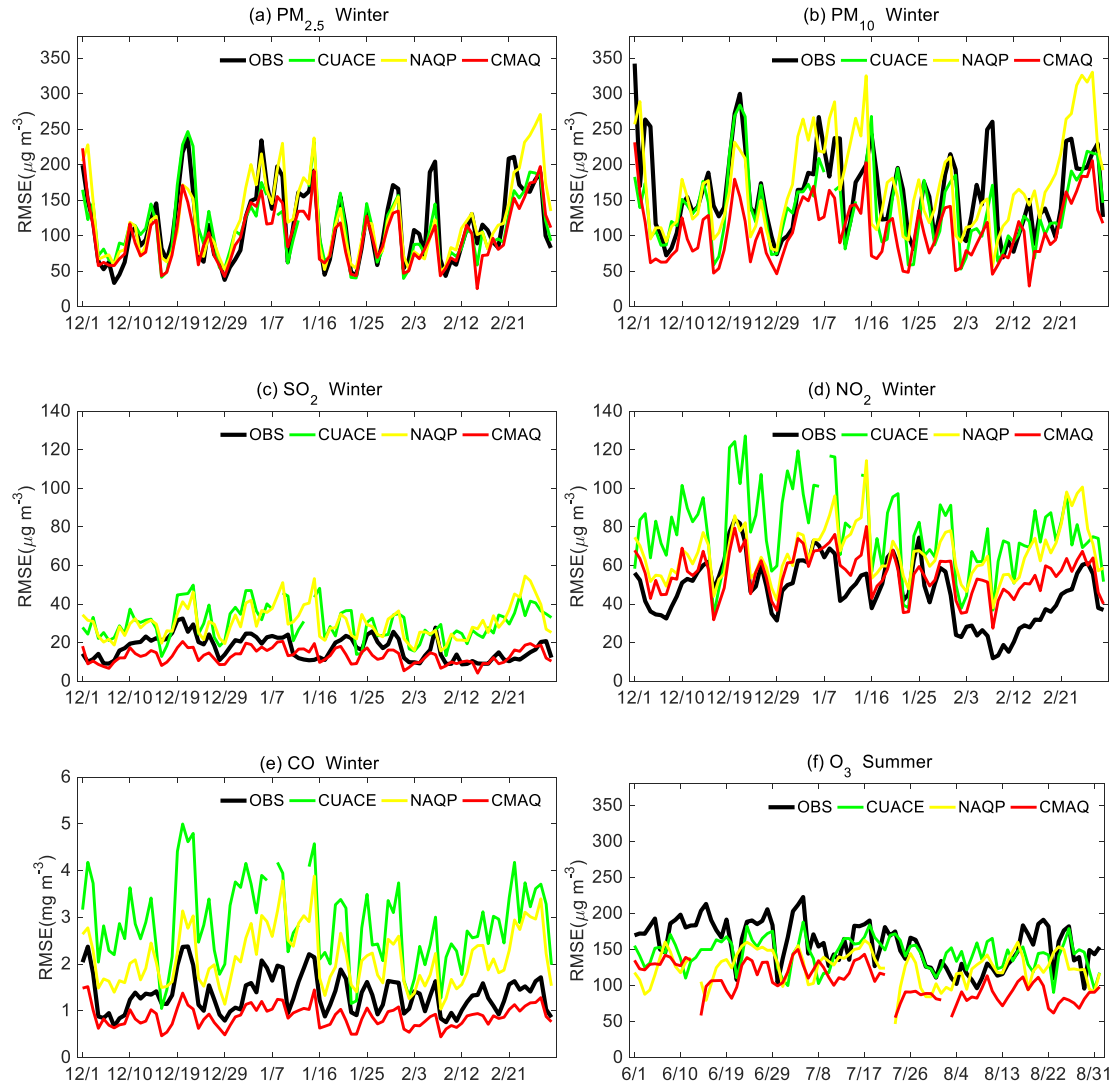 (a) PM2.5 Winter
RMSE(μg m-3)
350
300
250
200
150
100
50
0
OBS CUACE NAQP CMAQ
12/1 12/10 12/19 12/29 1/7 1/16 1/25 2/3 2/12 2/21
(b) PM10 Winter
RMSE(μg m-3)
350
300
250
200
150
100
50
0
OBS CUACE NAQP CMAQ
12/1 12/10 12/19 12/29 1/7 1/16 1/25 2/3 2/12 2/21
(c) SO2 Winter
RMSE(μg m-3)
140
120
100
80
60
40
20
0
OBS CUACE NAQP CMAQ
12/1 12/10 12/19 12/29 1/7 1/16 1/25 2/3 2/12 2/21
(d) NO2 Winter
RMSE(μg m-3)
140
120
100
80
60
40
20
0
OBS CUACE NAQP CMAQ
12/1 12/10 12/19 12/29 1/7 1/16 1/25 2/3 2/12 2/21
(e) CO Winter
RMSE(mg m-3)
6
5
4
3
2
1
0
OBS CUACE NAQP CMAQ
12/1 12/10 12/19 12/29 1/7 1/16 1/25 2/3 2/12 2/21
(f) O3 Summer
RMSE(μg m-3)
350
300
250
200
150
100
50
0
OBS CUACE NAQP CMAQ
6/1 6/10 6/19 6/29 7/8 7/17 7/26 8/4 8/13 8/22 8/31